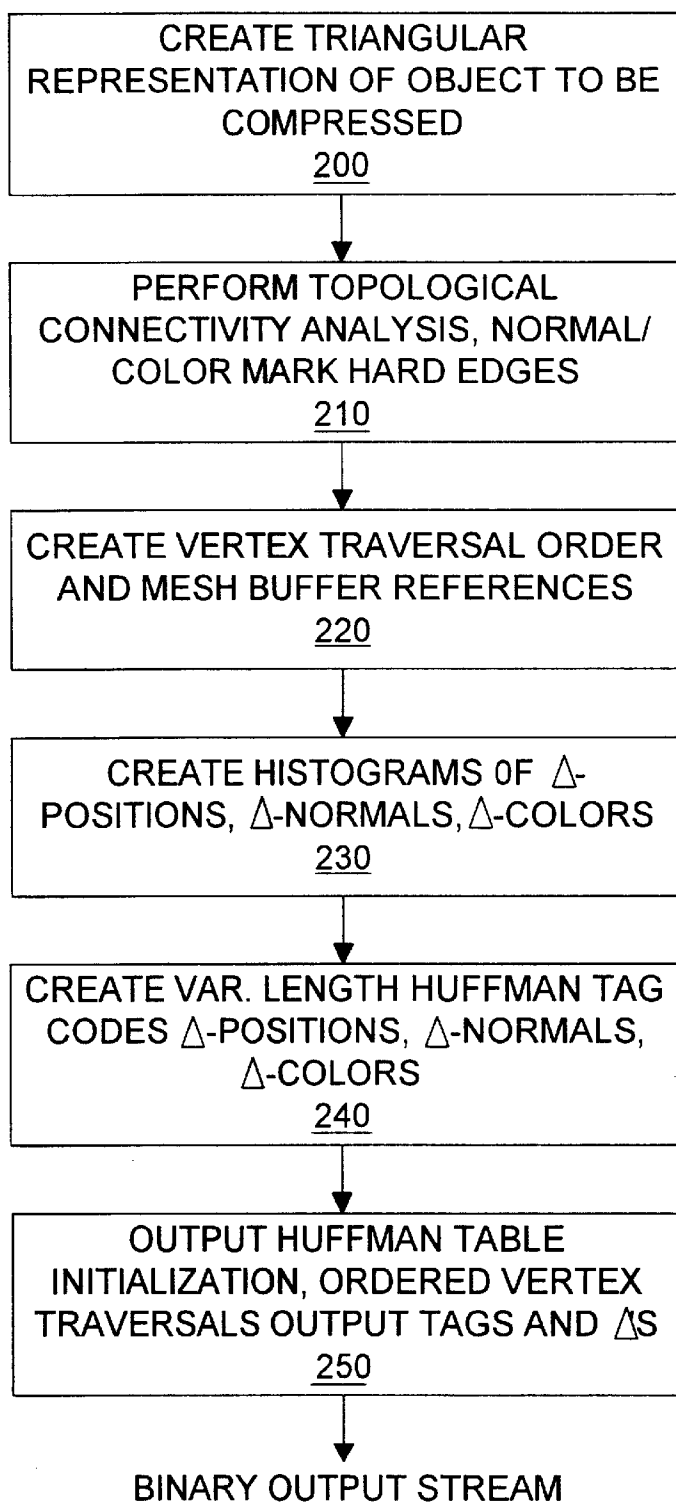 CREATE TRIANGULAR
REPRESENTATION OF OBJECT TO BE
COMPRESSED
200
PERFORM TOPOLOGICAL
CONNECTIVITY ANALYSIS, NORMAL/
COLOR MARK HARD EDGES
210
CREATE VERTEX TRAVERSAL ORDER
AND MESH BUFFER REFERENCES
220
CREATE HISTOGRAMS OF Δ-
POSITIONS, Δ-NORMALS, Δ-COLORS
230
CREATE VAR. LENGTH HUFFMAN TAG
CODES Δ-POSITIONS, Δ-NORMALS,
Δ-COLORS
240
OUTPUT HUFFMAN TABLE
INITIALIZATION, ORDERED VERTEX
TRAVERSALS OUTPUT TAGS AND ΔS
250
BINARY OUTPUT STREAM